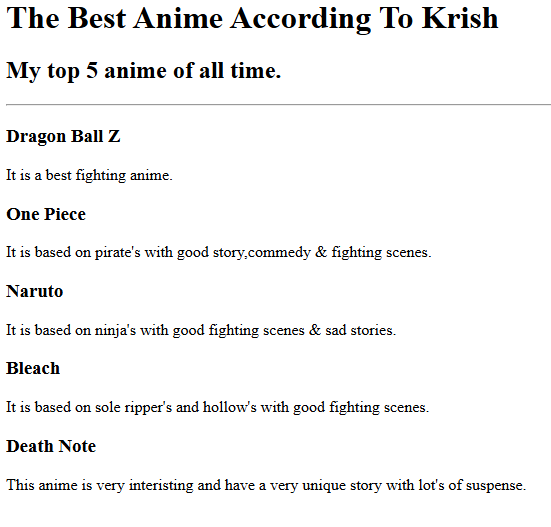 The Best Anime According To Krish
My top 5 anime of all time.
Dragon Ball Z
It is a best fighting anime.
One Piece
It is based on pirate's with good story,commedy & fighting scenes.
Naruto
It is based on ninja's with good fighting scenes & sad stories.
Bleach
It is based on sole ripper's and hollow's with good fighting scenes.
Death Note
This anime is very interisting and have a very unique story with lot's of suspense.